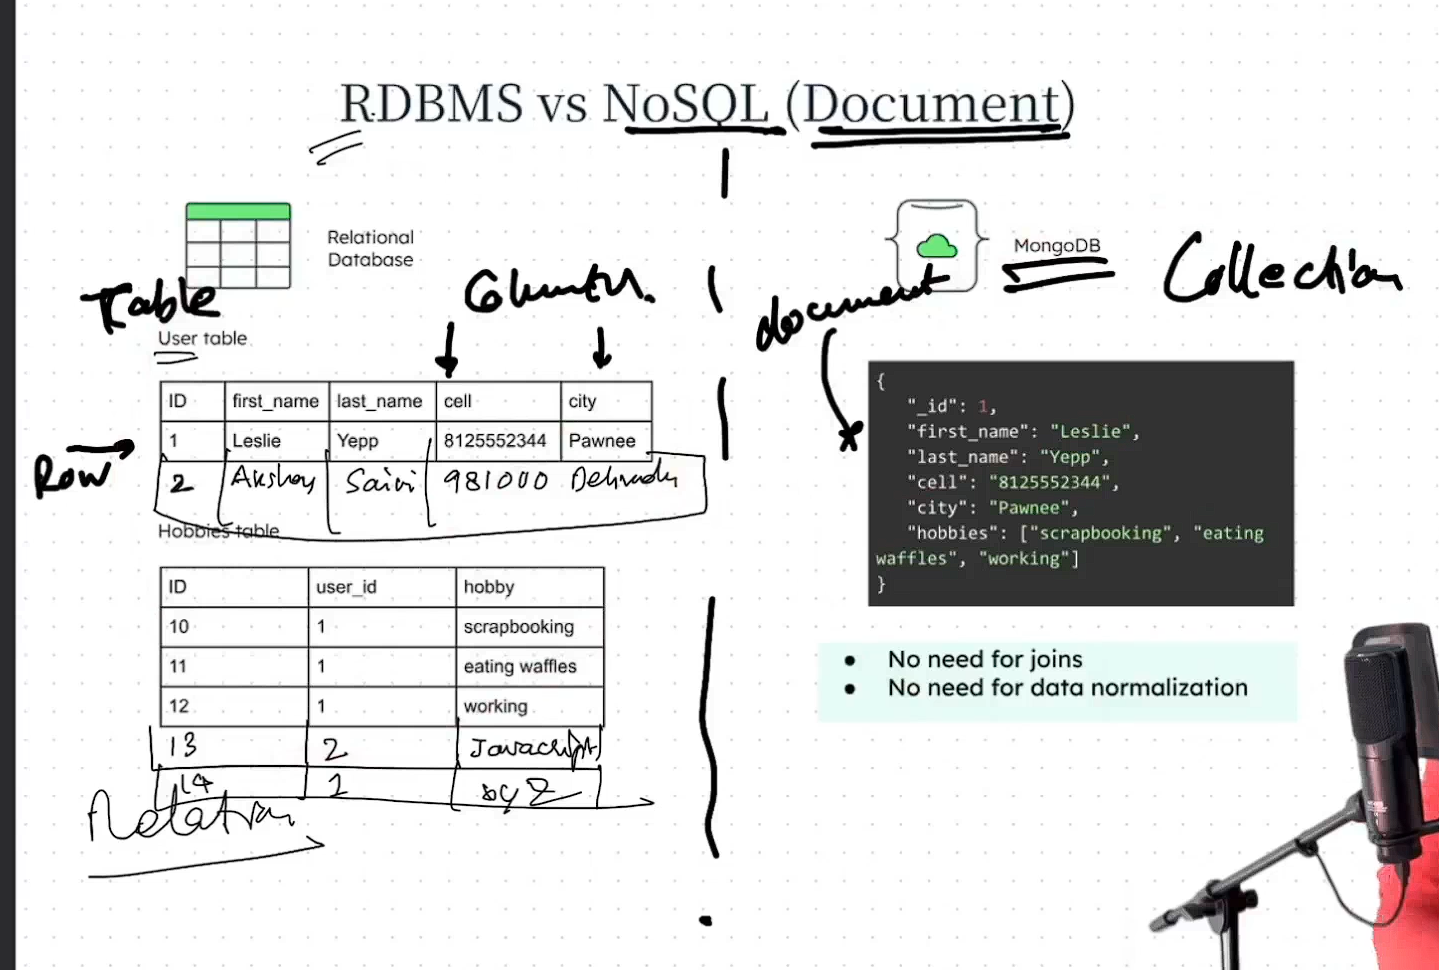 RDBMS vs NoSQL (Document)
Relational
Database
MongoDB
Collection
Table
Column
document
User table
ID first_name last_name cell city
1 Leslie Yepp 8125552344 Pawnee
Row
2 Akshay Saini 981000
Hobbies table
ID user_id hobby
10 1 scrapbooking
11 1 eating waffles
12 1 working
13 2 Javascript
14 1
Relation
{
"_id": 1,
"first_name": "Leslie",
"last_name": "Yepp",
"cell": "8125552344",
"city": "Pawnee",
"hobbies": ["scrapbooking", "eating
waffles", "working"]
}
• No need for joins
• No need for data normalization